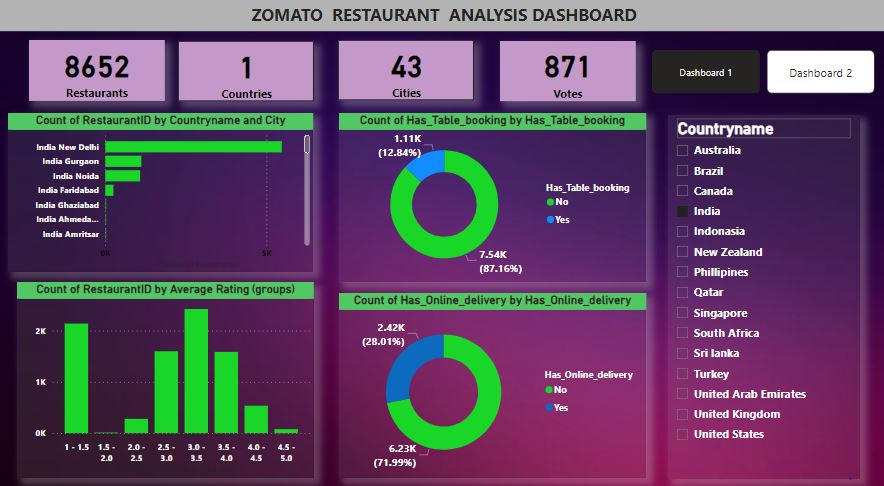 ZOMATO RESTAURANT ANALYSIS DASHBOARD
8652
Restaurants
1
Countries
43
Cities
871
Votes
Dashboard 1
Dashboard 2
Count of RestaurantID by Countryname and City
India New Delhi
India Gurgaon
India Noida
India Faridabad
India Ghaziabad
India Ahmeda...
India Amritsar
0K
5K
Count of Has_Table_booking by Has_Table_booking
1.11K
(12.84%)
7.54K
(87.16%)
Has_Table_booking
No
Yes
Countryname
Australia
Brazil
Canada
India
Indonasia
New Zealand
Phillipines
Qatar
Singapore
South Africa
Sri lanka
Turkey
United Arab Emirates
United Kingdom
United States
Count of RestaurantID by Average Rating (groups)
2K
1K
0K
1 - 1.5
1.5 - 2.0
2.0 - 2.5
2.5 - 3.0
3.0 - 3.5
3.5 - 4.0
4.0 - 4.5
4.5 - 5.0
Count of Has_Online_delivery by Has_Online_delivery
2.42K
(28.01%)
6.23K
(71.99%)
Has_Online_delivery
No
Yes